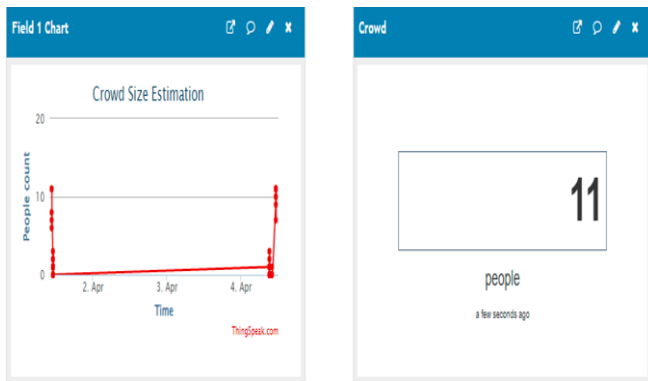 Field 1 Chart
Crowd Size Estimation
20
10
0
People count
2. Apr
3. Apr
4. Apr
Time
ThingSpeak.com
Crowd
11
people
a few seconds ago